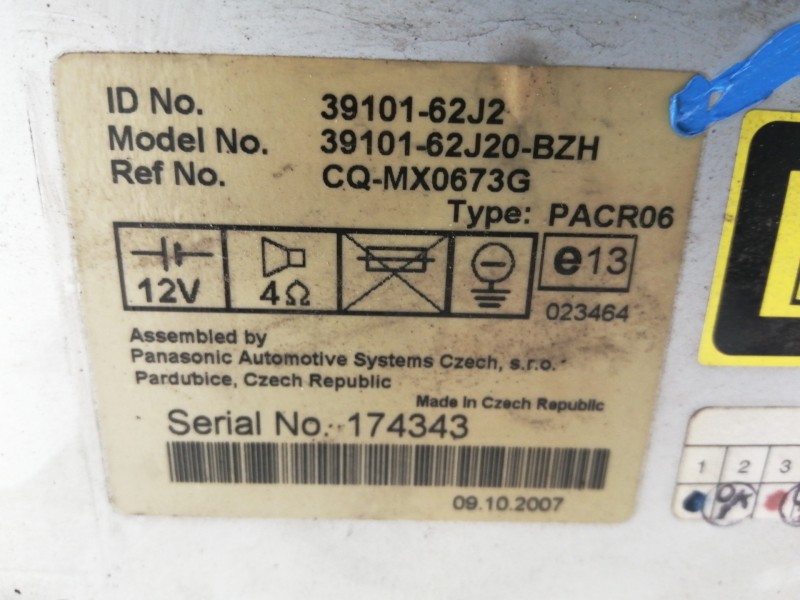 ID No. 39101-62J2
Model No. 39101-62J20-BZH
Ref No. CQ-MX0673G
Type: PACR06
12V 4Ω e13
023464
Assembled by
Panasonic Automotive Systems Czech, s.r.o.
Pardubice, Czech Republic
Made In Czech Republic
Serial No. 174343
09.10.2007
1 2 3
OK